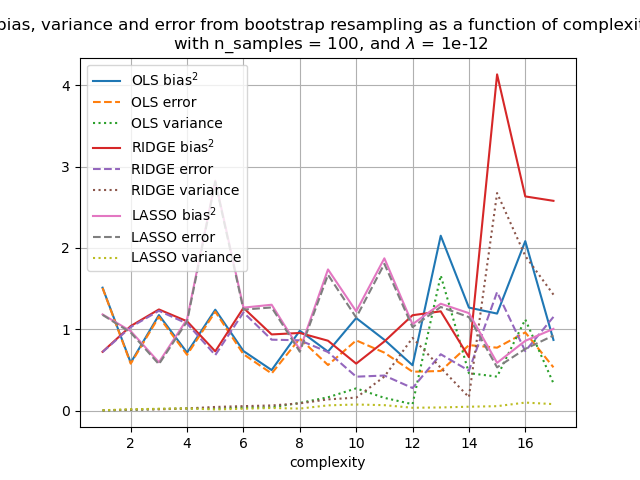 bias, variance and error from bootstrap resampling as a function of complexit
with n_samples = 100, and λ = 1e-12
4
3
2
1
0
OLS bias²
OLS error
OLS variance
RIDGE bias²
RIDGE error
RIDGE variance
LASSO bias²
LASSO error
LASSO variance
2 4 6 8 10 12 14 16
complexity